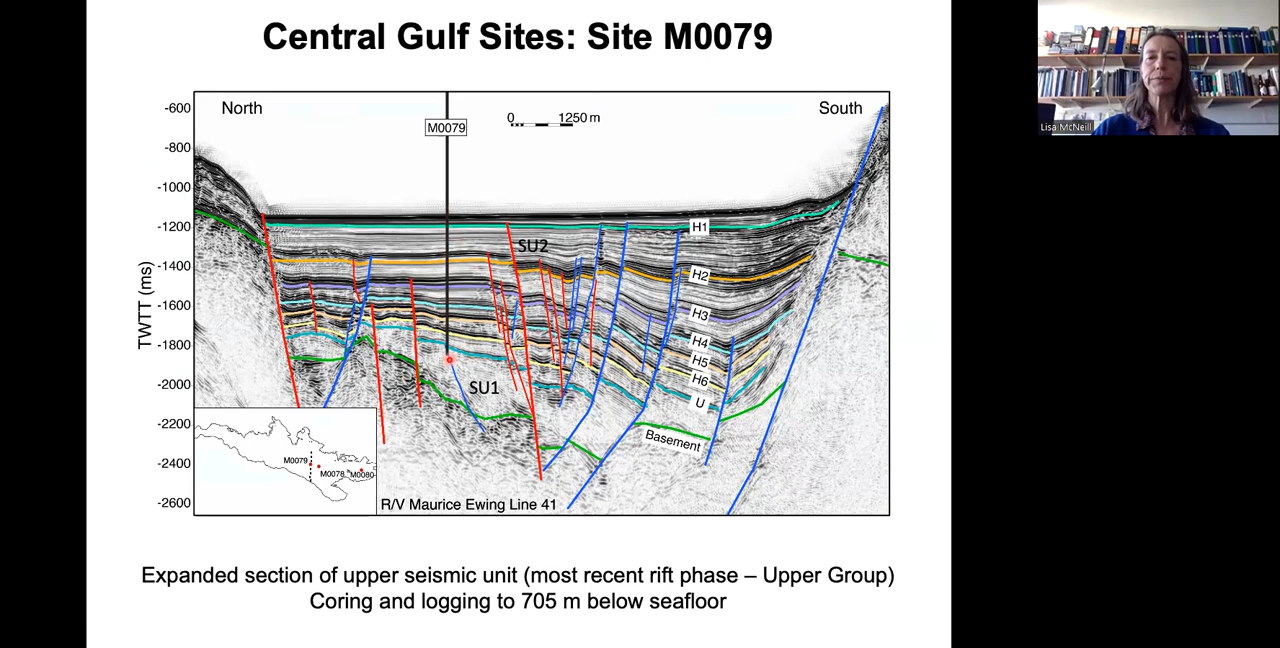 Central Gulf Sites: Site M0079
North
South
M0079
0 1250 m
-600
-800
-1000
-1200
-1400
-1600
-1800
-2000
-2200
-2400
-2600
TWTT (ms)
H1
SU2
H2
H3
H4
H5
H6
SU1
U
Basement
M0079
M0078
M0080
R/V Maurice Ewing Line 41
Expanded section of upper seismic unit (most recent rift phase – Upper Group)
Coring and logging to 705 m below seafloor
Lisa McNeill